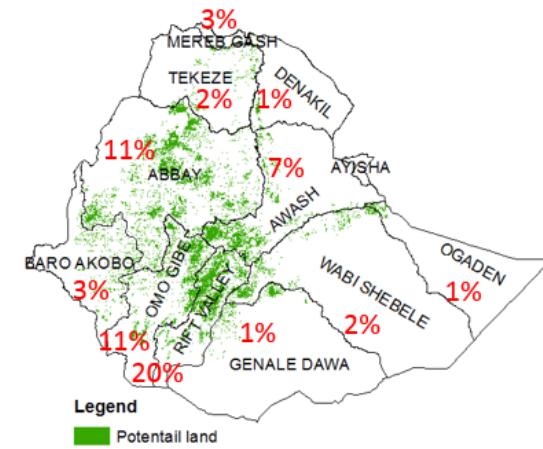 3%
MEREB GASH
TEKEZE
2%
DENAKIL
1%
11%
ABBAY
7%
AYISHA
AWASH
BARO AKOBO
3%
OMO GIBE
11%
RIFT VALLEY
20%
GENALE DAWA
1%
WABI SHEBELE
2%
OGADEN
1%
Legend
Potentail land